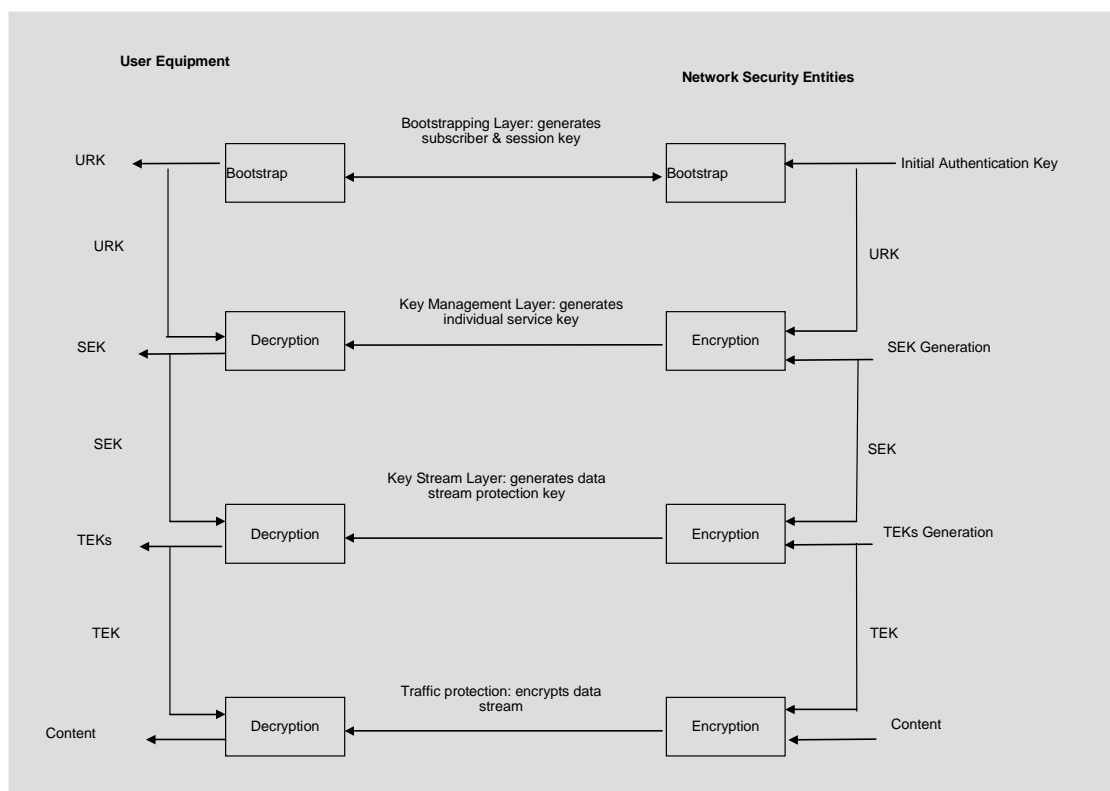 User Equipment
Network Security Entities
Bootstrapping Layer: generates
subscriber & session key
URK
Bootstrap
Bootstrap
Initial Authentication Key
URK
URK
Key Management Layer: generates
individual service key
SEK
Decryption
Encryption
SEK Generation
SEK
SEK
Key Stream Layer: generates data
stream protection key
TEKs
Decryption
Encryption
TEKs Generation
TEK
TEK
Traffic protection: encrypts data
stream
Content
Decryption
Encryption
Content